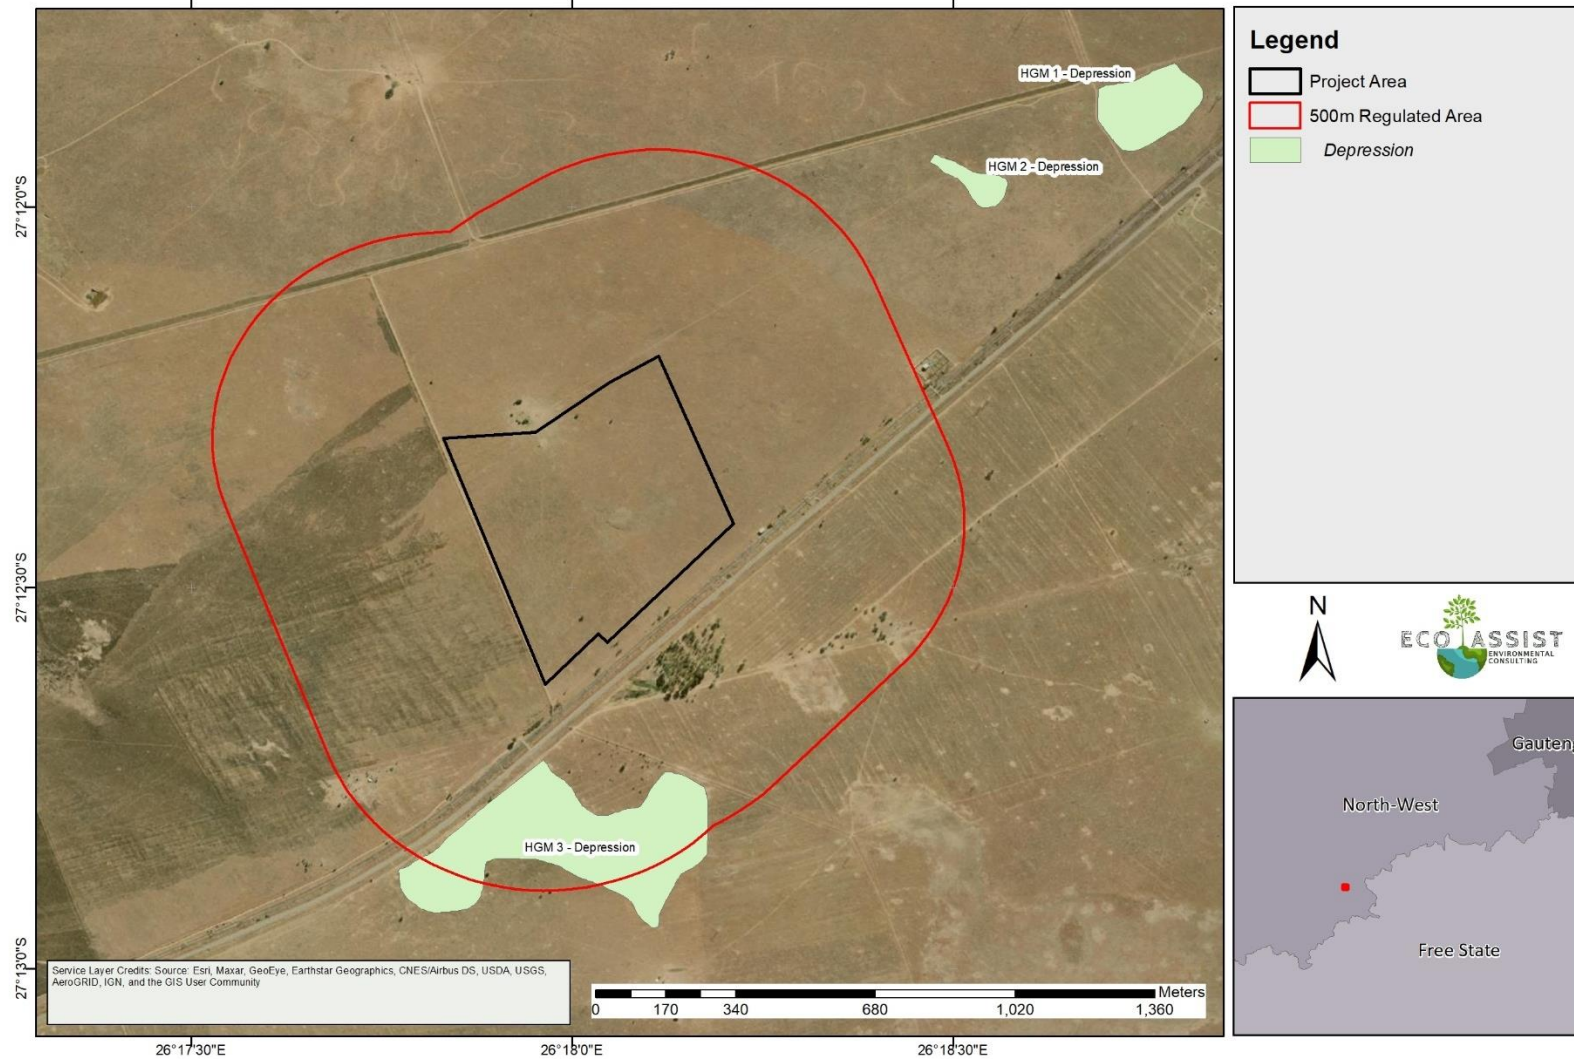 Legend
Project Area
500m Regulated Area
Depression
HGM 1 - Depression
HGM 2 - Depression
HGM 3 - Depression
27°12'0"S
27°12'30"S
27°13'0"S
26°17'30"E
26°18'0"E
26°18'30"E
Service Layer Credits: Source: Esri, Maxar, GeoEye, Earthstar Geographics, CNES/Airbus DS, USDA, USGS,
AeroGRID, IGN, and the GIS User Community
Meters
0 170 340 680 1,020 1,360
N
ECO ASSIST
ENVIRONMENTAL
CONSULTING
Gauteng
North-West
Free State